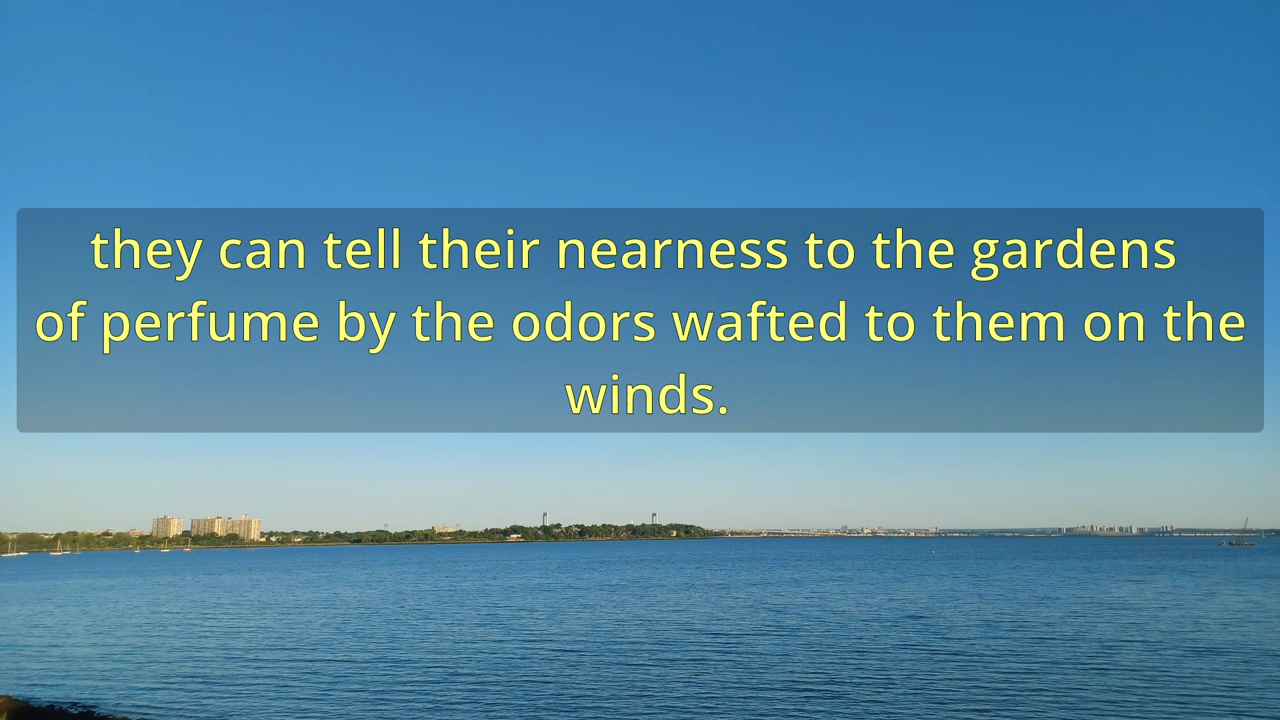 they can tell their nearness to the gardens
of perfume by the odors wafted to them on the
winds.